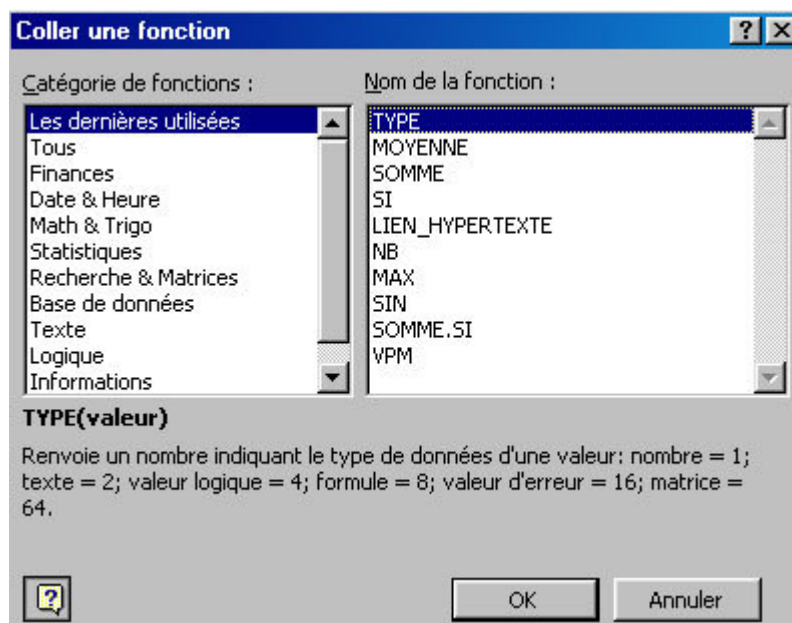 Coller une fonction
Catégorie de fonctions :
Les dernières utilisées
Tous
Finances
Date & Heure
Math & Trigo
Statistiques
Recherche & Matrices
Base de données
Texte
Logique
Informations
Nom de la fonction :
TYPE
MOYENNE
SOMME
SI
LIEN_HYPERTEXTE
NB
MAX
SIN
SOMME.SI
VPM
TYPE(valeur)
Renvoie un nombre indiquant le type de données d'une valeur: nombre = 1;
texte = 2; valeur logique = 4; formule = 8; valeur d'erreur = 16; matrice =
64.
OK
Annuler